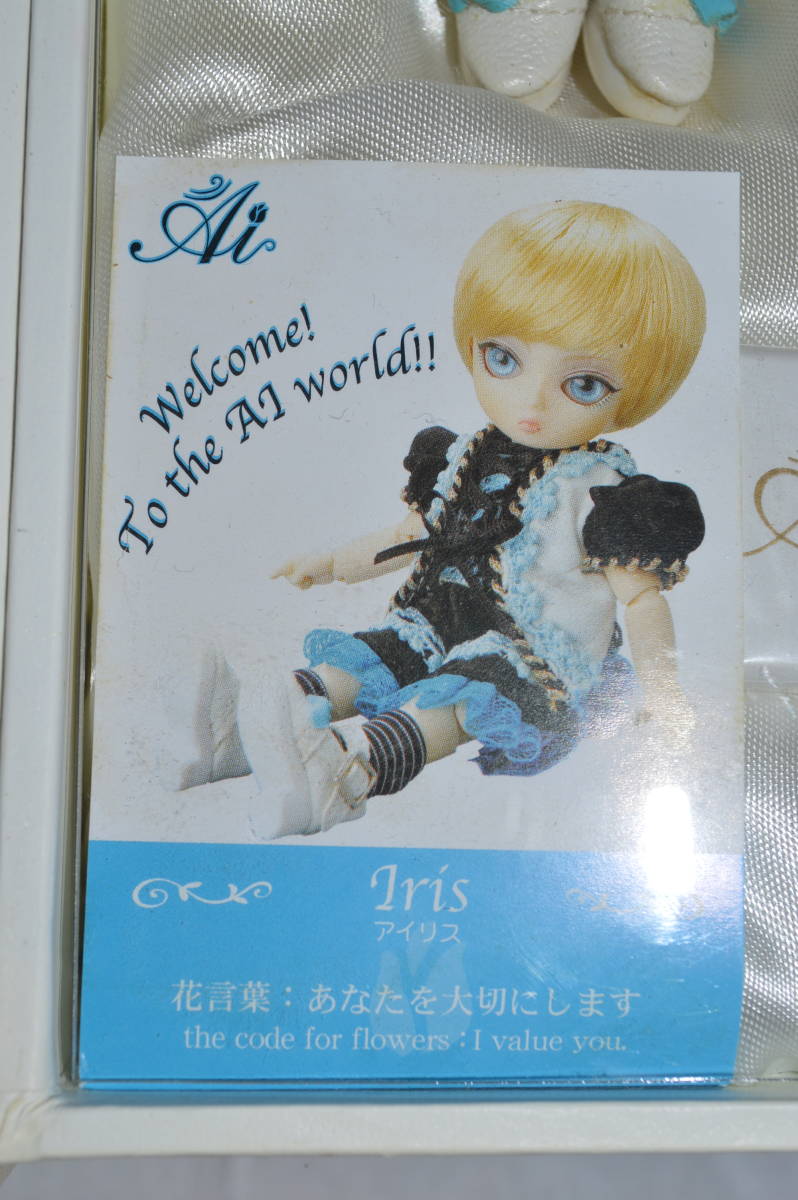 Ai
Welcome!
To the AI world!!
Iris
アイリス
花言葉：あなたを大切にします
the code for flowers : I value you.